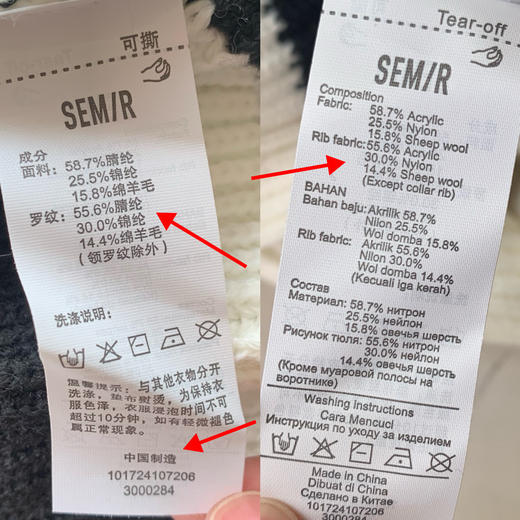 可撕
SEM/R
成分
面料：58.7%腈纶
25.5%锦纶
15.8%绵羊毛
罗纹：55.6%腈纶
30.0%锦纶
14.4%绵羊毛
（领罗纹除外）
洗涤说明：
温馨提示：与其他衣物分开
洗涤，垫布熨烫，为保持衣
服色泽，衣服浸泡时间不可
超过10分钟，如有轻微褪色
属正常现象。
中国制造
101724107206
3000284
Tear-off
SEM/R
Composition
Fabric: 58.7% Acrylic
25.5% Nylon
15.8% Sheep wool
Rib fabric: 55.6% Acrylic
30.0% Nylon
14.4% Sheep wool
(Except collar rib)
BAHAN
Bahan baju: Akrilik 58.7%
Nilon 25.5%
Wol domba 15.8%
Rib fabric: Akrilik 55.6%
Nilon 30.0%
Wol domba 14.4%
(Kecuali iga kerah)
Состав
Материал: 58.7% нитрон
25.5% нейлон
15.8% овечья шерсть
Рисунок тюля: 55.6% нитрон
30.0% нейлон
14.4% овечья шерсть
(Кроме муаровой полосы на
воротнике)
Washing Instructions
Cara Mencuci
Инструкция по уходу за изделием
Made in China
Dibuat di China
Сделано в Китае
101724107206
3000284